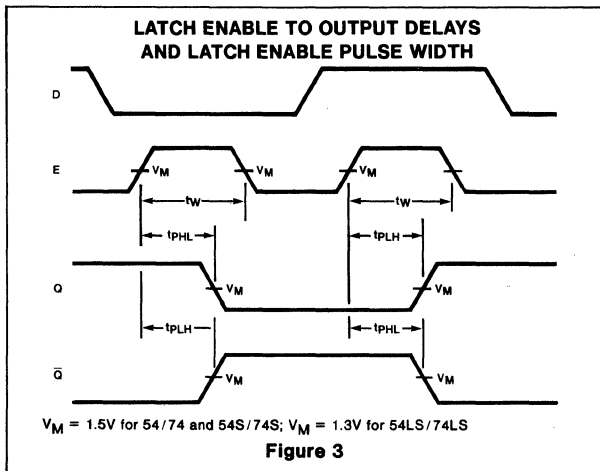 LATCH ENABLE TO OUTPUT DELAYS
AND LATCH ENABLE PULSE WIDTH
D
E
VM VM VM
tW tW
tPHL tPLH
Q
VM VM
tPLH tPHL
Q̅
VM VM
VM = 1.5V for 54/74 and 54S/74S; VM = 1.3V for 54LS/74LS
Figure 3